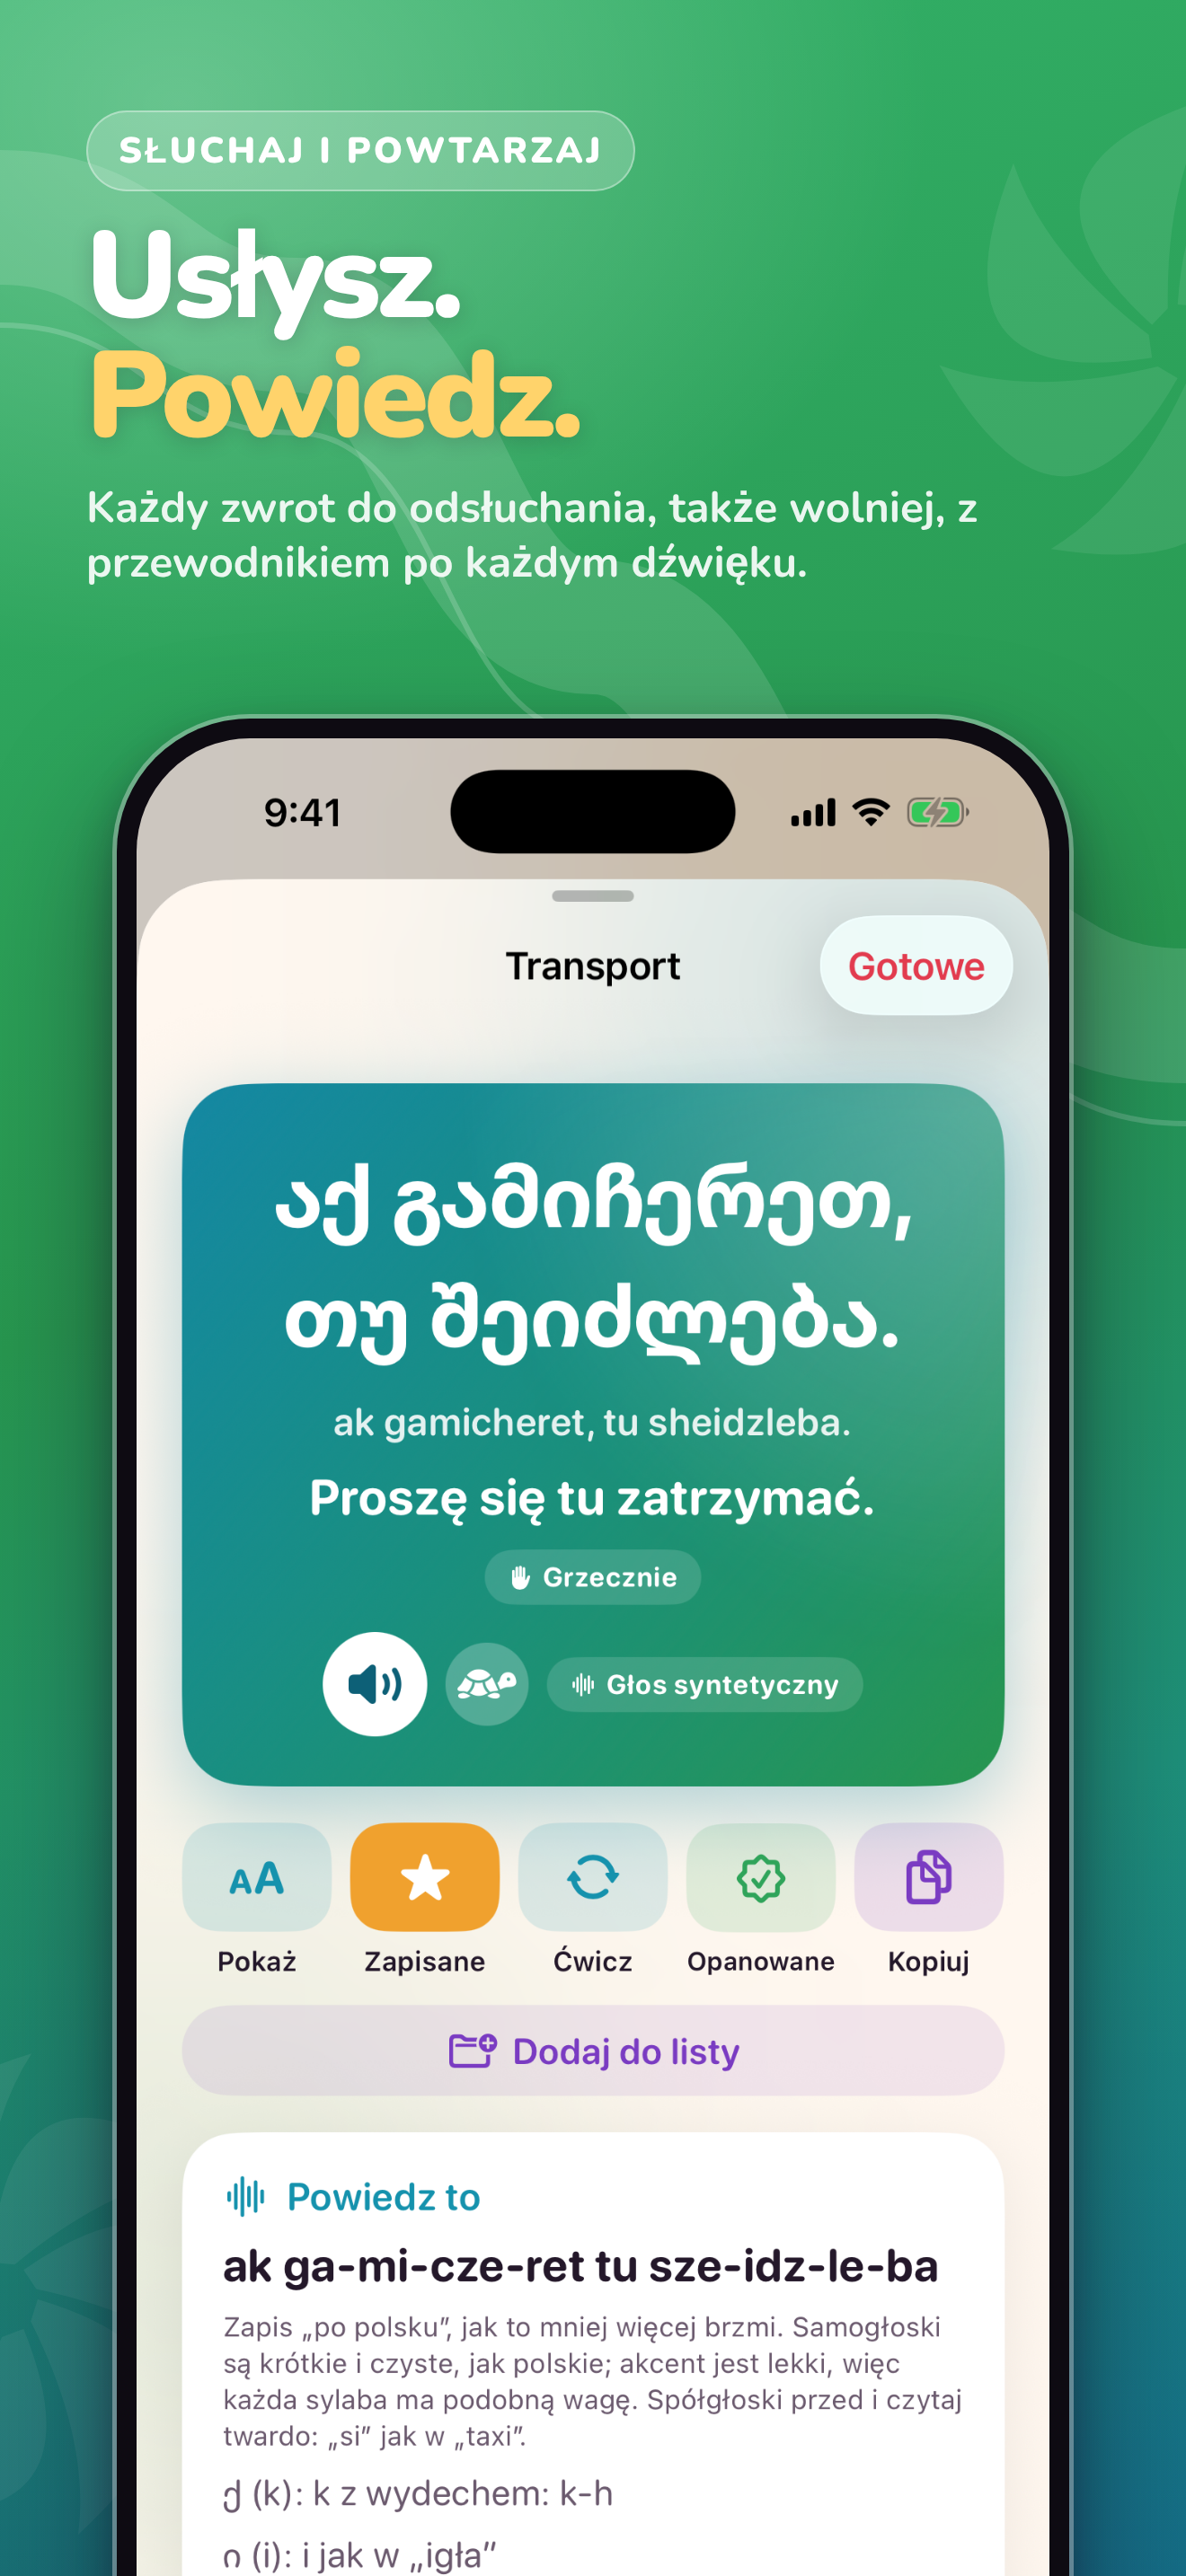 SŁUCHAJ I POWTARZAJ
Usłysz.
Powiedz.
Każdy zwrot do odsłuchania, także wolniej, z
przewodnikiem po każdym dźwięku.
9:41
Transport
Gotowe
აქ გამიჩერეთ,
თუ შეიძლება.
ak gamicheret, tu sheidzleba.
Proszę się tu zatrzymać.
Grzecznie
Głos syntetyczny
AA
Pokaż
Zapisane
Ćwicz
Opanowane
Kopiuj
Dodaj do listy
Powiedz to
ak ga-mi-cze-ret tu sze-idz-le-ba
Zapis „po polsku”, jak to mniej więcej brzmi. Samogłoski
są krótkie i czyste, jak polskie; akcent jest lekki, więc
każda sylaba ma podobną wagę. Spółgłoski przed i czytaj
twardo: „si” jak w „taxi”.
ქ (k): k z wydechem: k-h
ი (i): i jak w „igła”